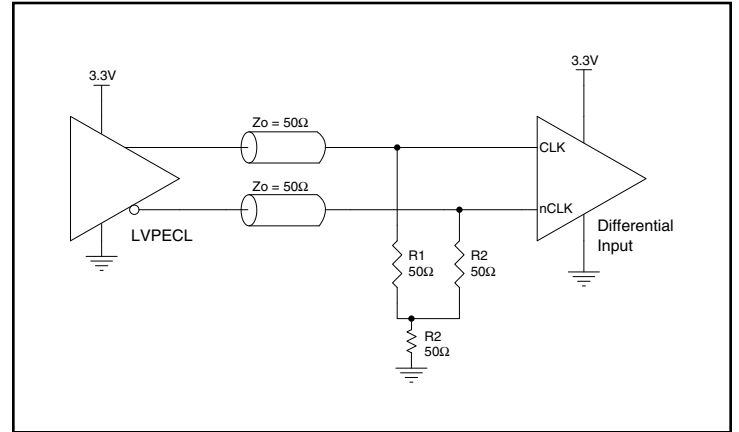 3.3V
3.3V
Zo = 50Ω
CLK
Zo = 50Ω
nCLK
LVPECL
Differential
Input
R1
50Ω
R2
50Ω
R2
50Ω